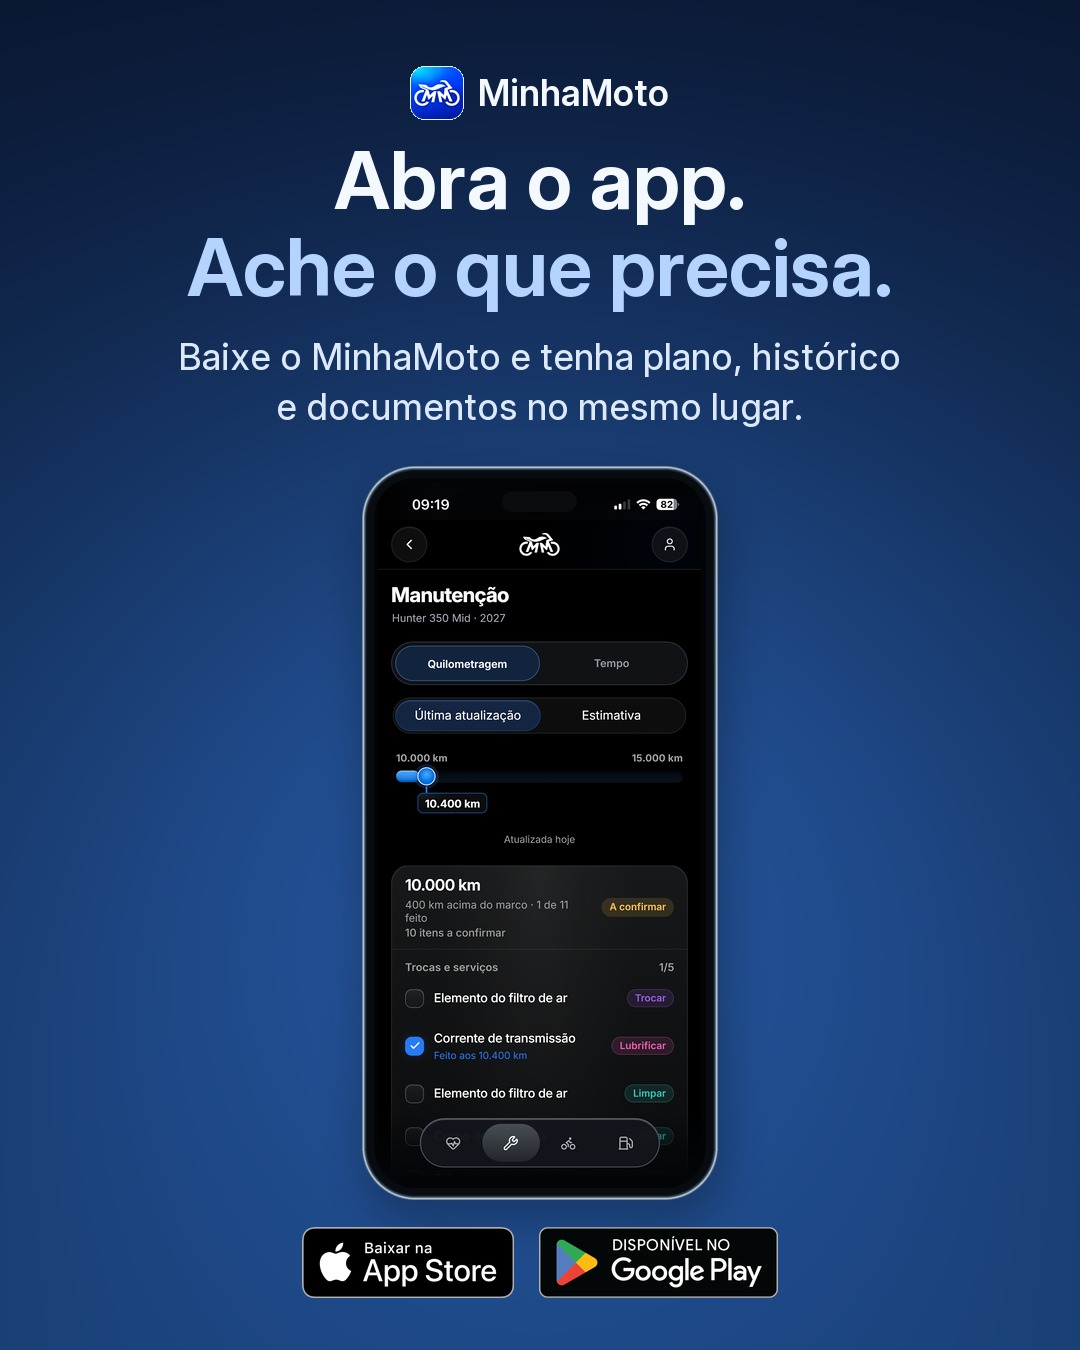 MM MinhaMoto
Abra o app.
Ache o que precisa.
Baixe o MinhaMoto e tenha plano, histórico
e documentos no mesmo lugar.
09:19 82
MM
Manutenção
Hunter 350 Mid · 2027
Quilometragem Tempo
Última atualização Estimativa
10.000 km 15.000 km
10.400 km
Atualizada hoje
10.000 km
400 km acima do marco · 1 de 11
feito
10 itens a confirmar
A confirmar
Trocas e serviços 1/5
Elemento do filtro de ar Trocar
Corrente de transmissão Lubrificar
Feito aos 10.400 km
Elemento do filtro de ar Limpar
Baixar na
App Store
DISPONÍVEL NO
Google Play